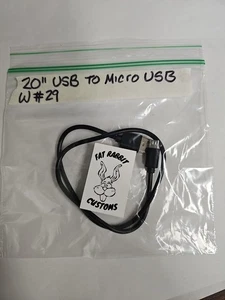 20" USB TO MICRO USB
W #29
FAT RABBIT
CUSTOMS